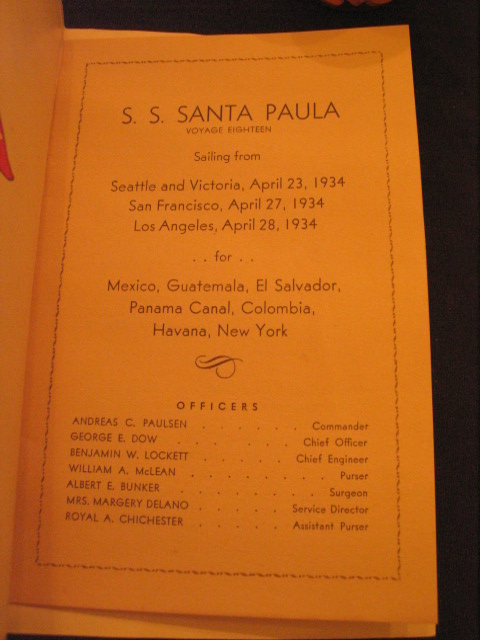 S. S. SANTA PAULA
VOYAGE EIGHTEEN
Sailing from
Seattle and Victoria, April 23, 1934
San Francisco, April 27, 1934
Los Angeles, April 28, 1934
. . for . .
Mexico, Guatemala, El Salvador,
Panama Canal, Colombia,
Havana, New York
OFFICERS
ANDREAS C. PAULSEN . . . . . . Commander
GEORGE E. DOW . . . . . . . Chief Officer
BENJAMIN W. LOCKETT . . . . . Chief Engineer
WILLIAM A. McLEAN . . . . . . . . Purser
ALBERT E. BUNKER . . . . . . . . Surgeon
MRS. MARGERY DELANO . . . . . Service Director
ROYAL A. CHICHESTER . . . . . Assistant Purser